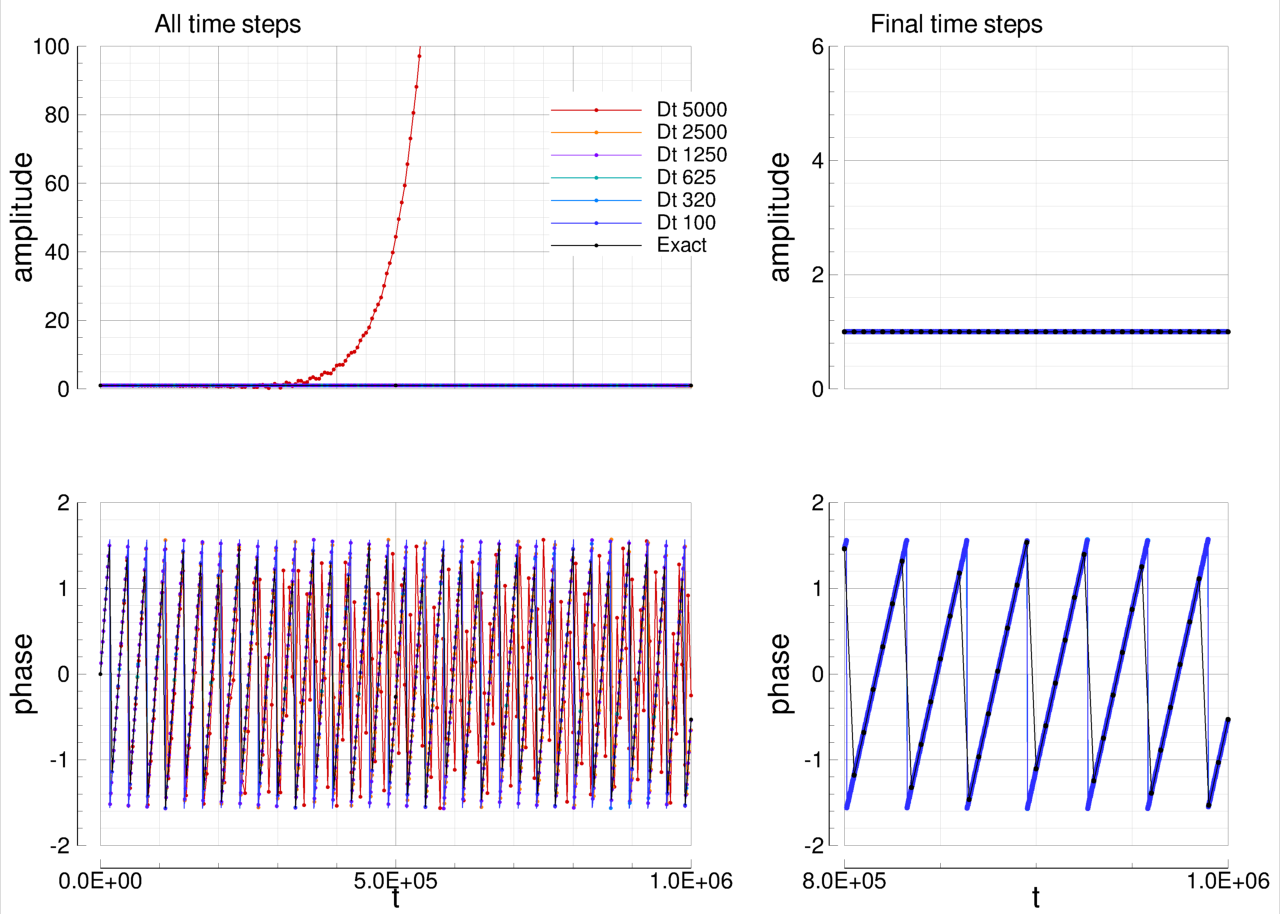 All time steps
Final time steps
100
80
60
40
20
0
amplitude
Dt 5000
Dt 2500
Dt 1250
Dt 625
Dt 320
Dt 100
Exact
6
4
2
0
amplitude
2
1
0
-1
-2
phase
0.0E+00
5.0E+05
1.0E+06
t
2
1
0
-1
-2
phase
8.0E+05
1.0E+06
t